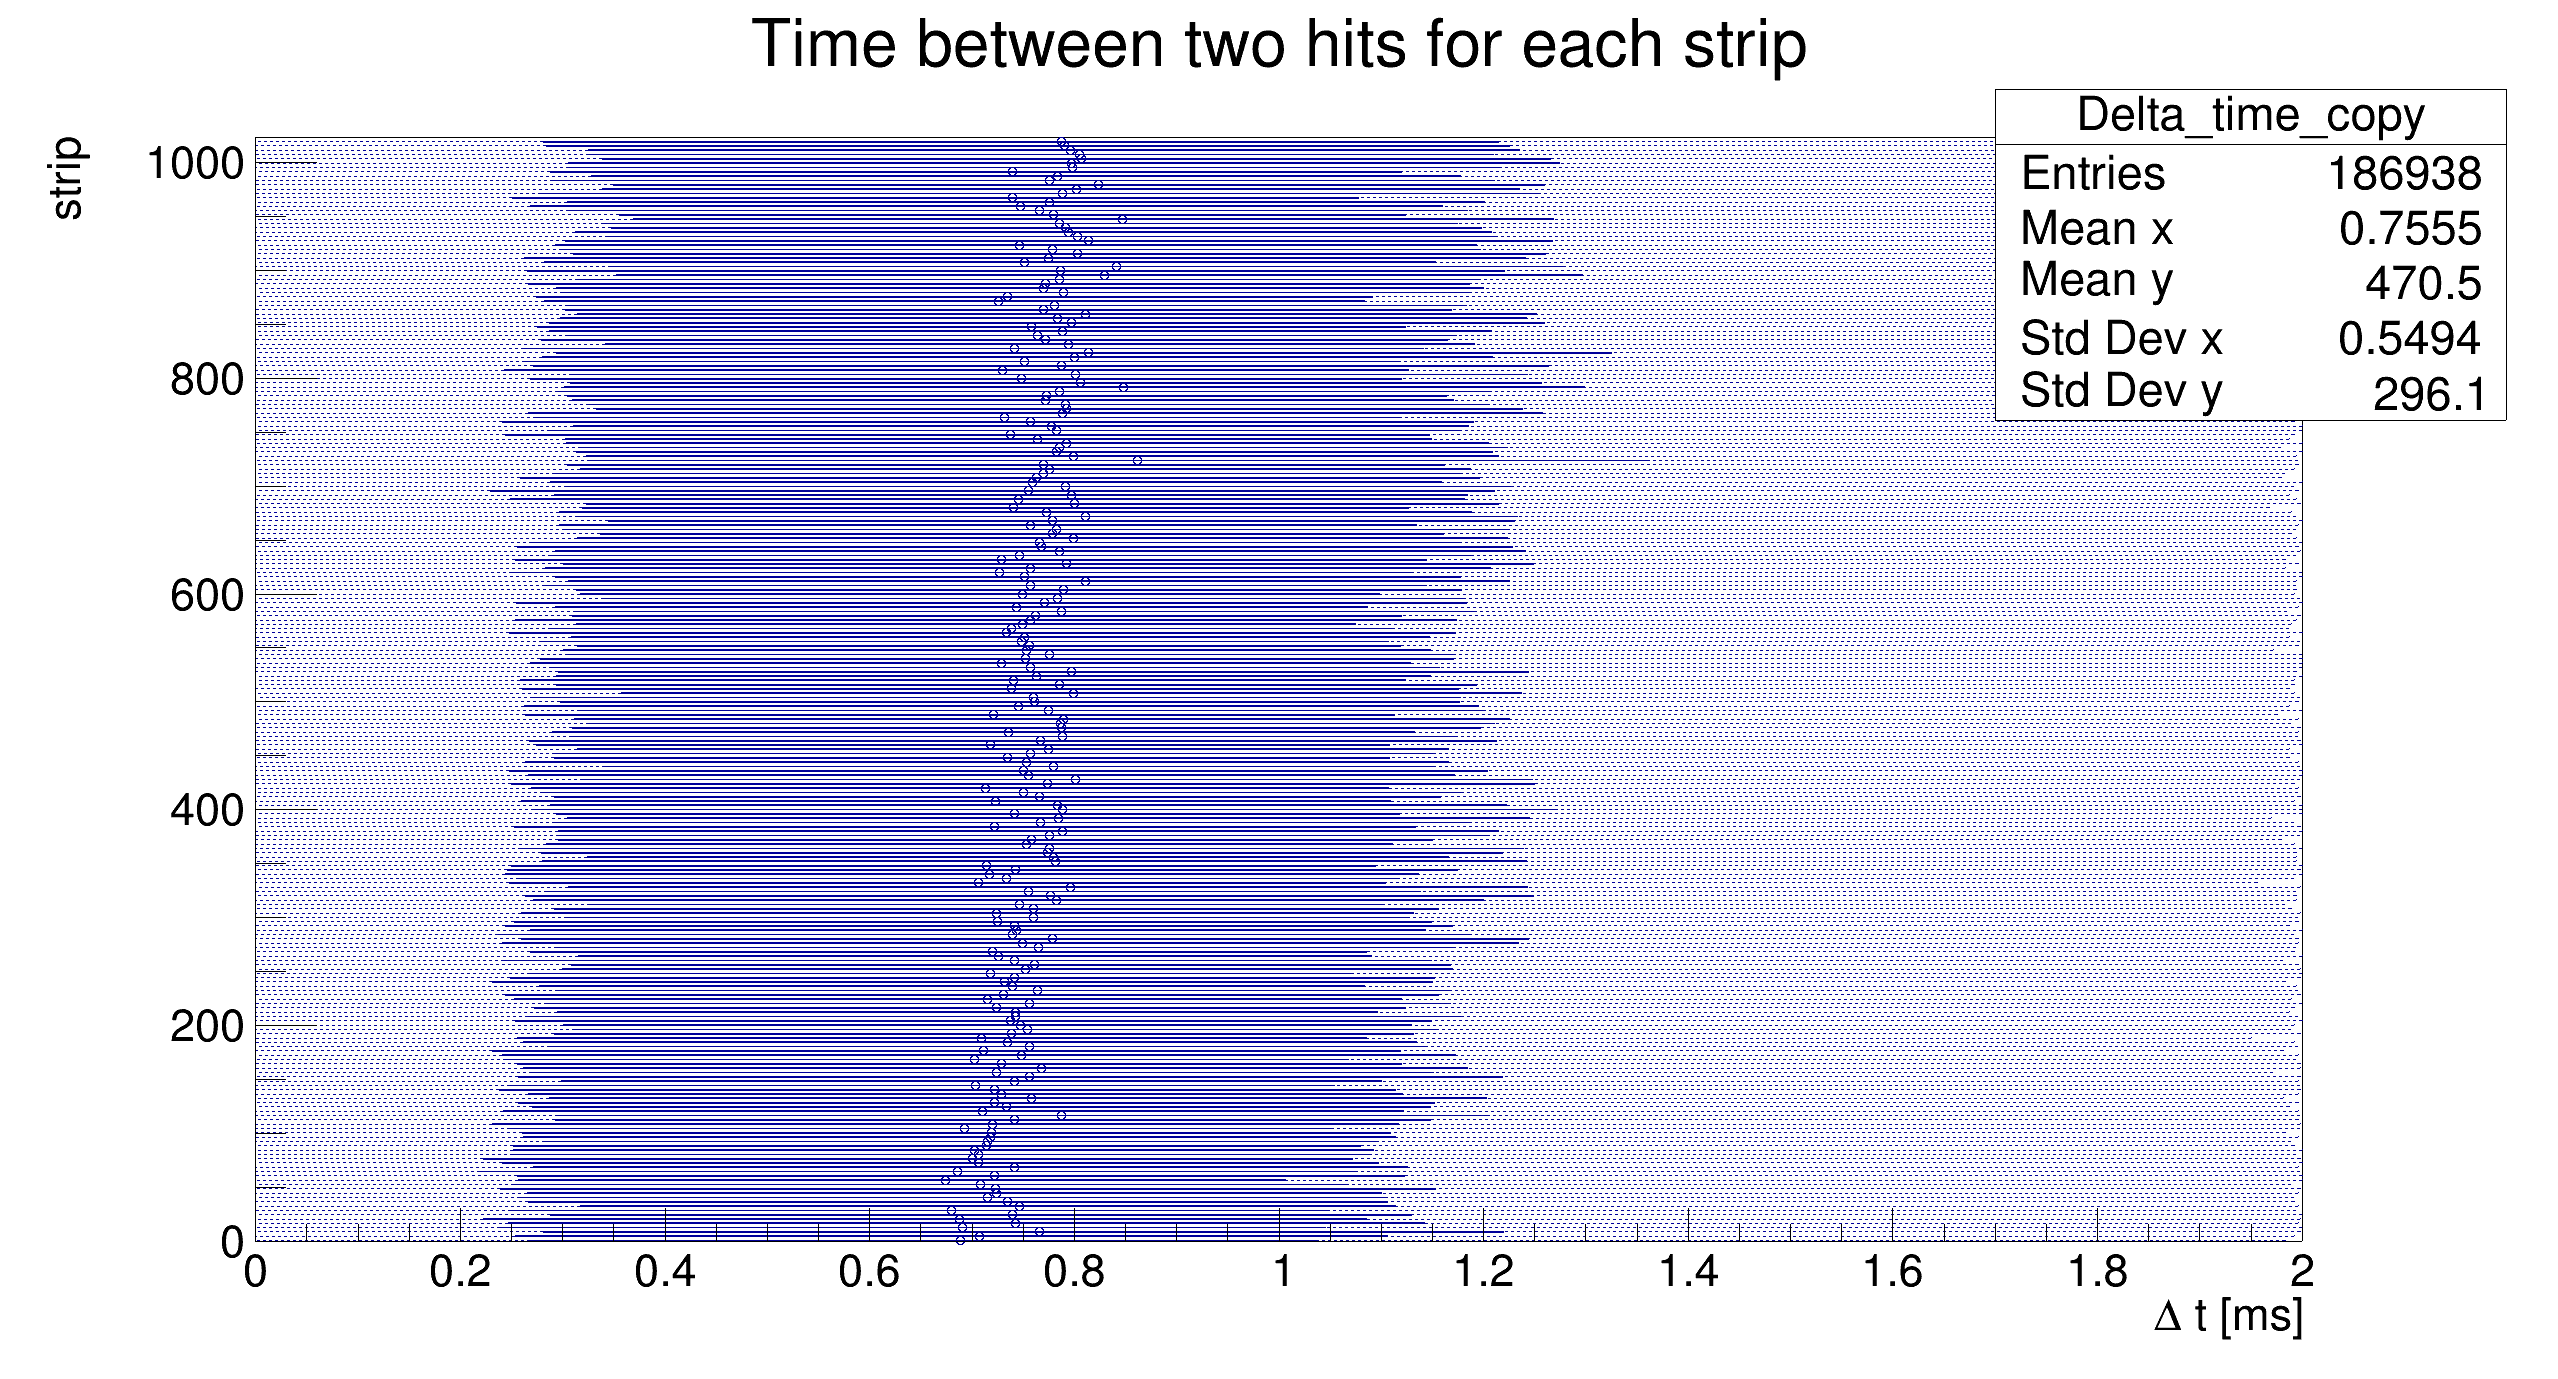 Time between two hits for each strip
Delta_time_copy
Entries 186938
Mean x 0.7555
Mean y 470.5
Std Dev x 0.5494
Std Dev y 296.1
strip
1000
800
600
400
200
0
0 0.2 0.4 0.6 0.8 1 1.2 1.4 1.6 1.8 2
Δ t [ms]